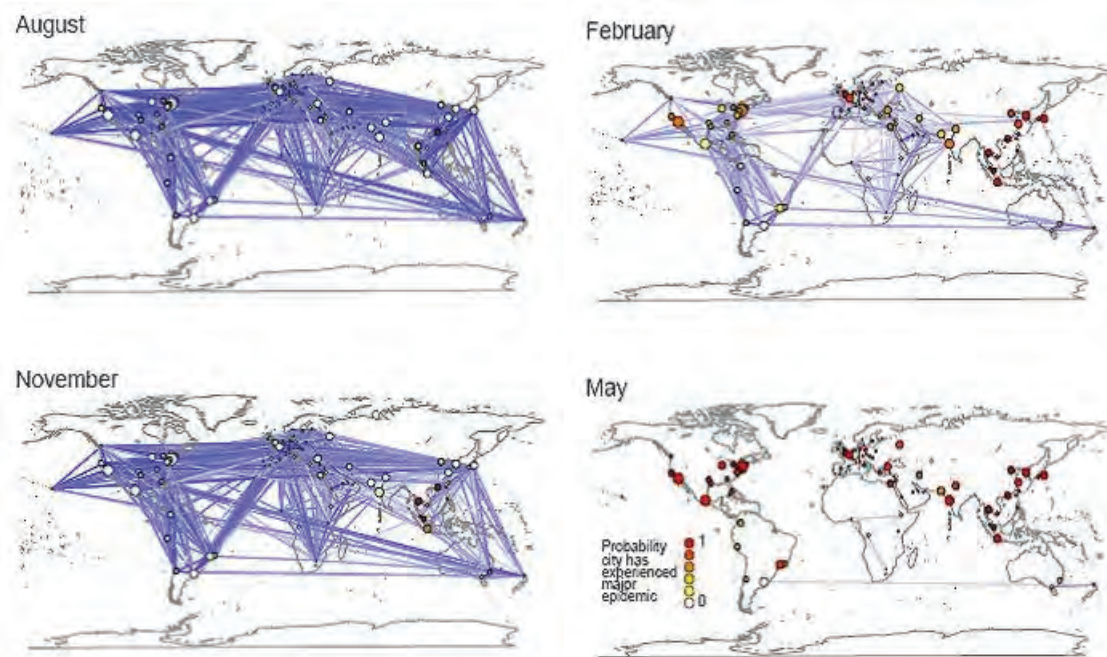 August
February
November
May
Probability
city has
experienced
major
epidemic
1
0